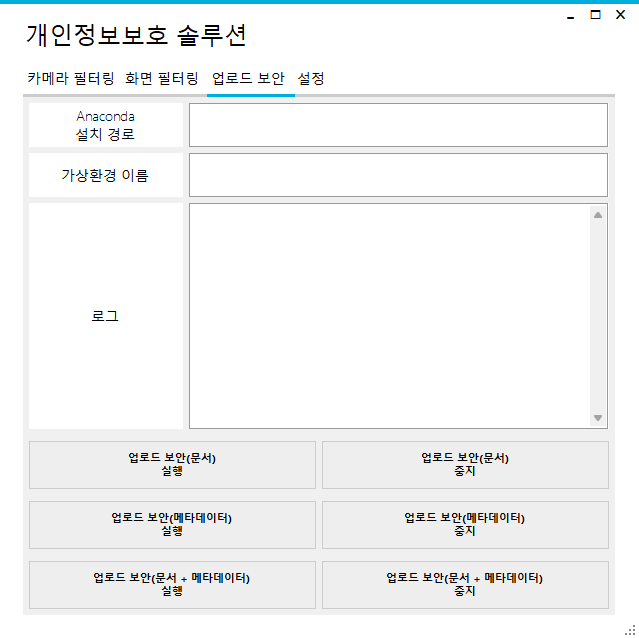 개인정보보호 솔루션
카메라 필터링 화면 필터링 업로드 보안 설정
Anaconda
설치 경로
가상환경 이름
로그
업로드 보안(문서)
실행
업로드 보안(문서)
중지
업로드 보안(메타데이터)
실행
업로드 보안(메타데이터)
중지
업로드 보안(문서 + 메타데이터)
실행
업로드 보안(문서 + 메타데이터)
중지